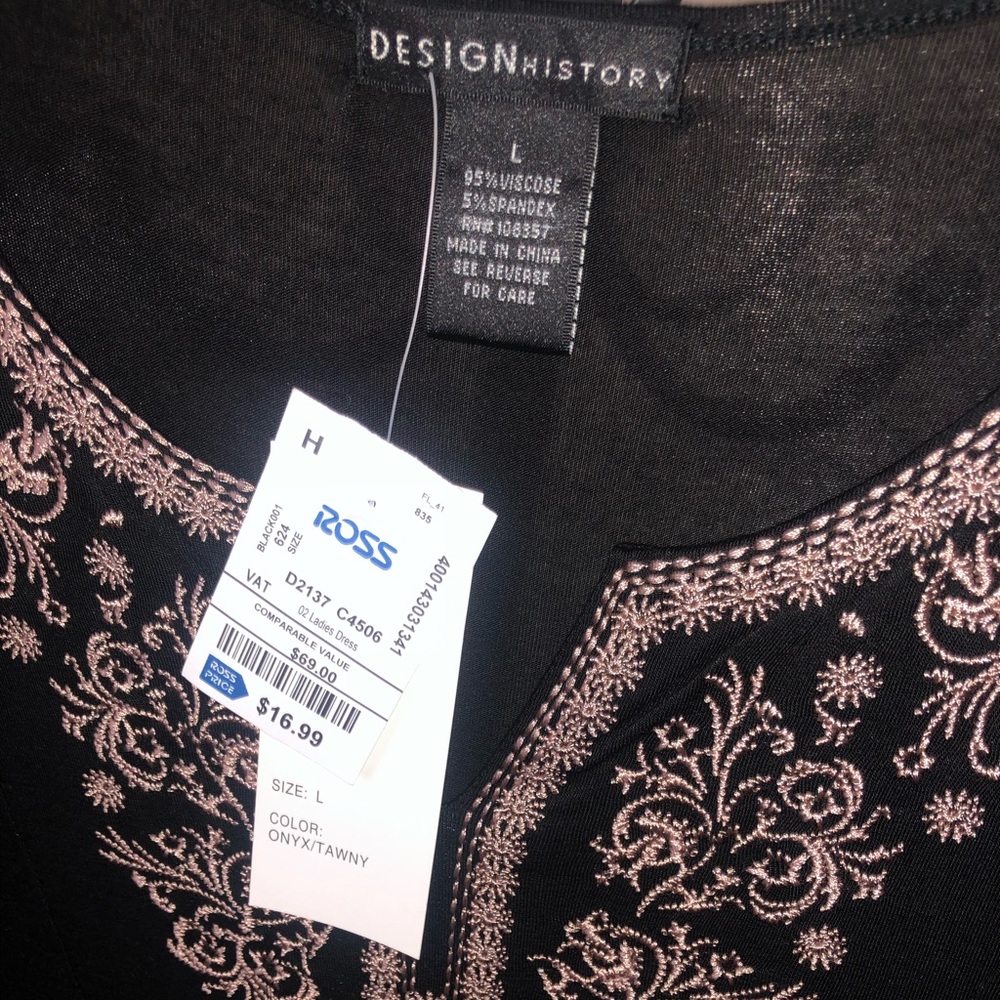 DESIGNHISTORY
L
95%VISCOSE
5%SPANDEX
RN#108357
MADE IN CHINA
SEE REVERSE
FOR CARE
H
FL_41
835
ROSS
BLACK001
624
SIZE
400143031341
D2137 C4506
VAT 02 Ladies Dress
COMPARABLE VALUE
$69.00
ROSS
PRICE
$16.99
SIZE: L
COLOR:
ONYX/TAWNY